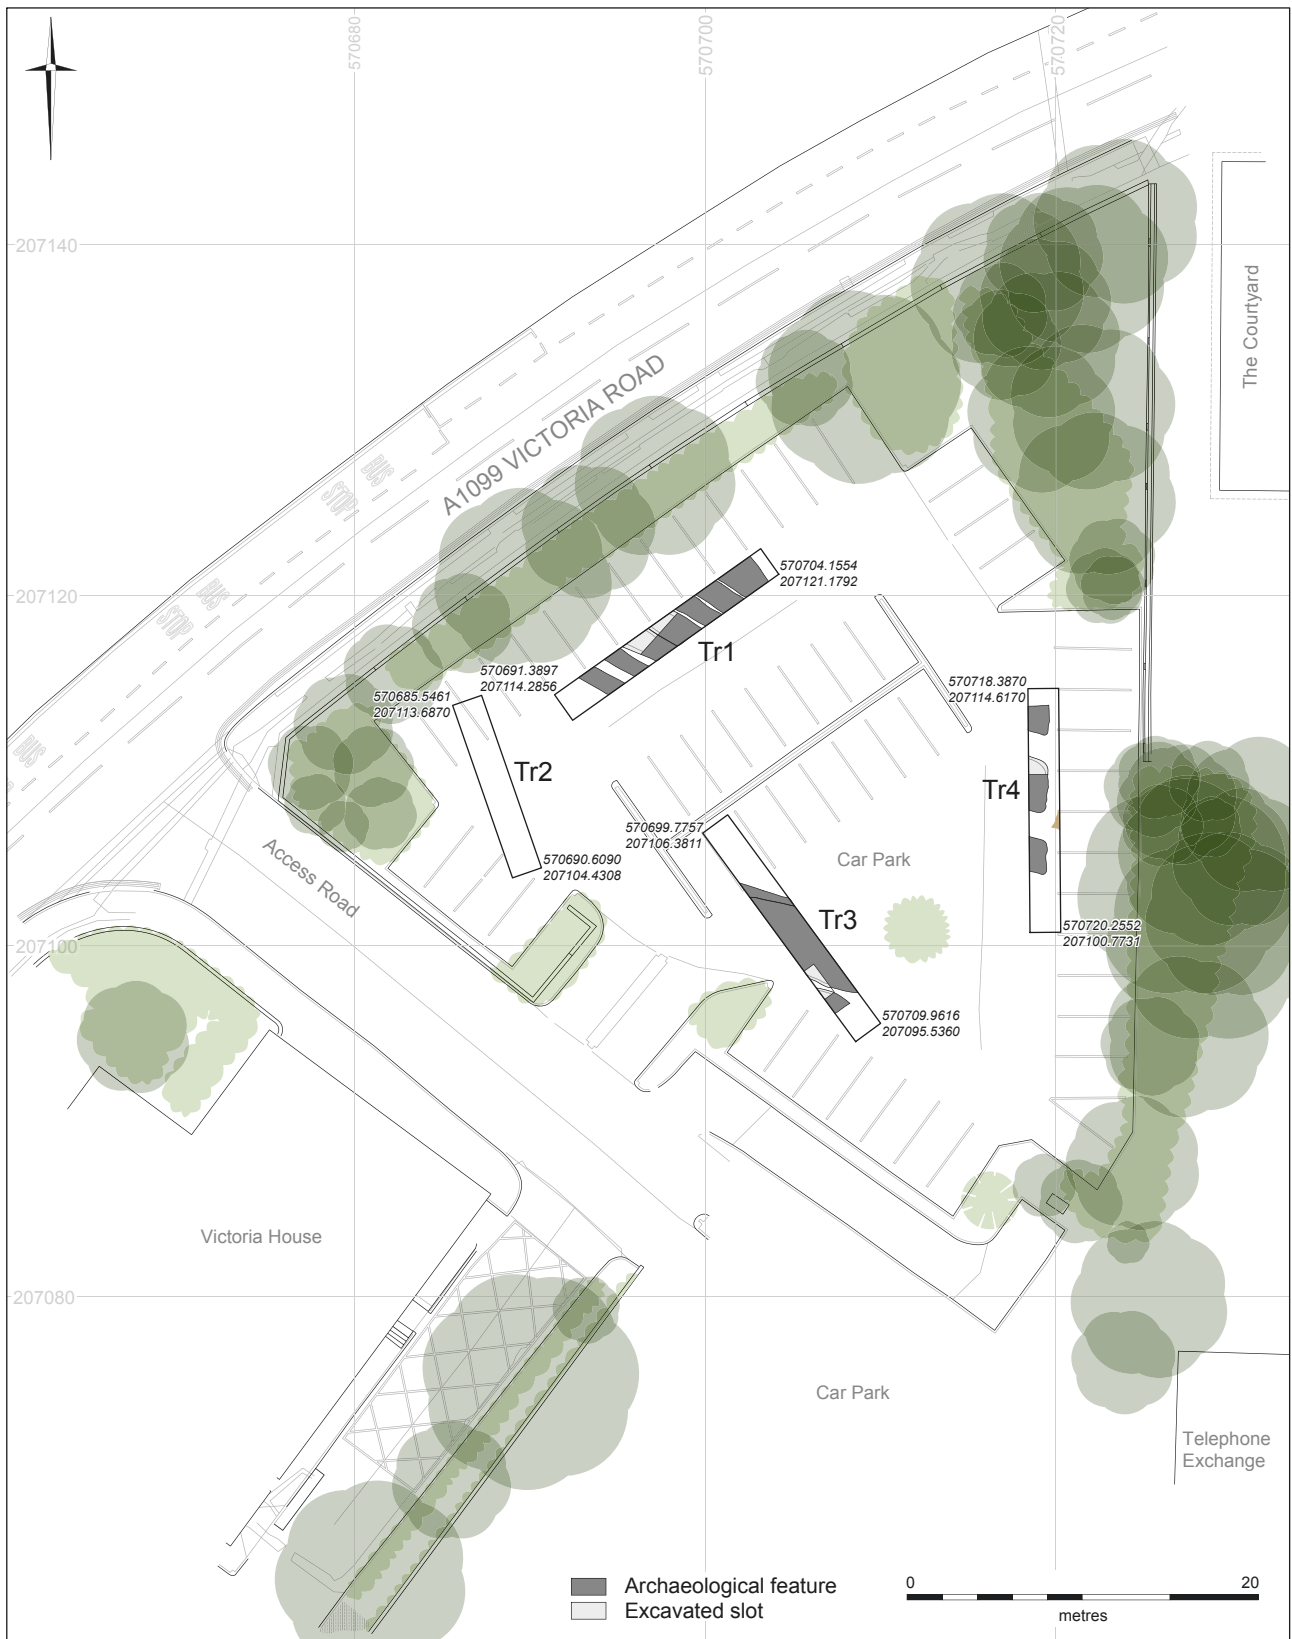 570680
570700
570720
207140
The Courtyard
A1099 VICTORIA ROAD
BUS
STOP
BUS
STOP
BUS
207120
570704.1554
207121.1792
Tr1
570691.3897
207114.2856
570685.5461
207113.6870
570718.3870
207114.6170
Tr2
Tr4
570699.7757
207106.3811
Car Park
570690.6090
207104.4308
Access Road
Tr3
570720.2552
207100.7731
207100
570709.9616
207095.5360
Victoria House
207080
Car Park
Telephone
Exchange
Archaeological feature
Excavated slot
0 20
metres